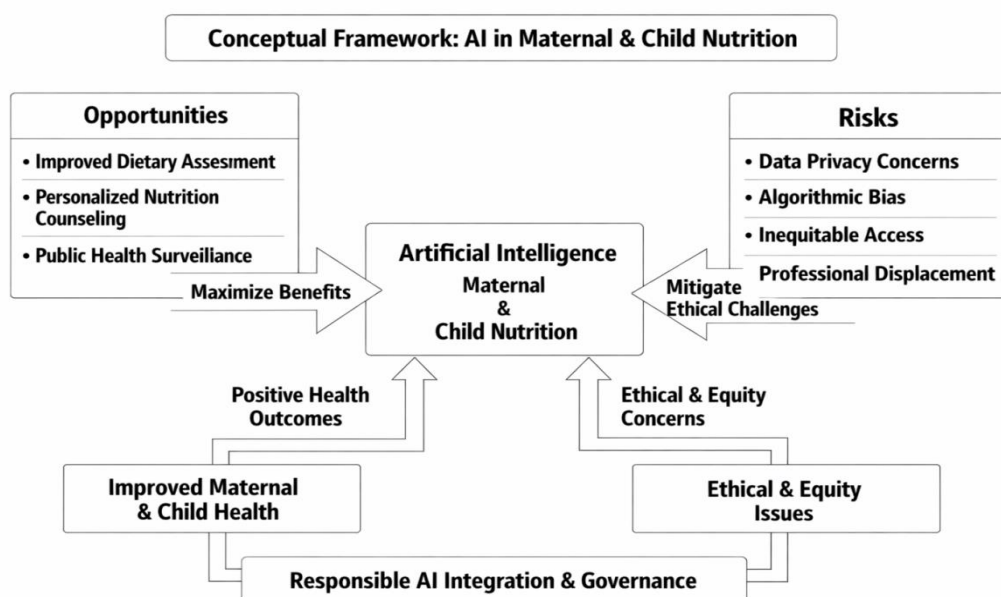 Conceptual Framework: AI in Maternal & Child Nutrition
Opportunities
• Improved Dietary Assessment
• Personalized Nutrition
Counseling
• Public Health Surveillance
Maximize Benefits
Risks
• Data Privacy Concerns
• Algorithmic Bias
• Inequitable Access
Professional Displacement
Mitigate
Ethical Challenges
Artificial Intelligence
Maternal
&
Child Nutrition
Positive Health
Outcomes
Ethical & Equity
Concerns
Improved Maternal
& Child Health
Ethical & Equity
Issues
Responsible AI Integration & Governance